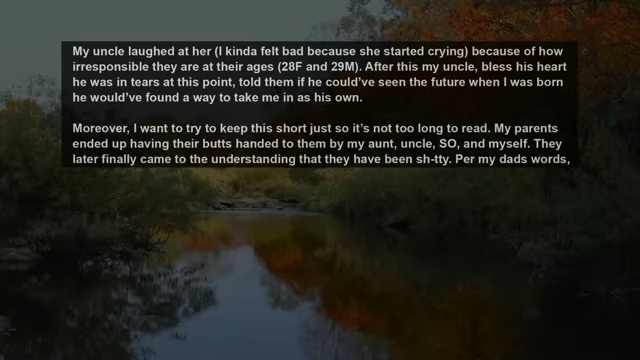 My uncle laughed at her (I kinda felt bad because she started crying) because of how
irresponsible they are at their ages (28F and 29M). After this my uncle, bless his heart
he was in tears at this point, told them if he could've seen the future when I was born
he would've found a way to take me in as his own.
Moreover, I want to try to keep this short just so it's not too long to read. My parents
ended up having their butts handed to them by my aunt, uncle, SO, and myself. They
later finally came to the understanding that they have been sh-tty. Per my dads words,